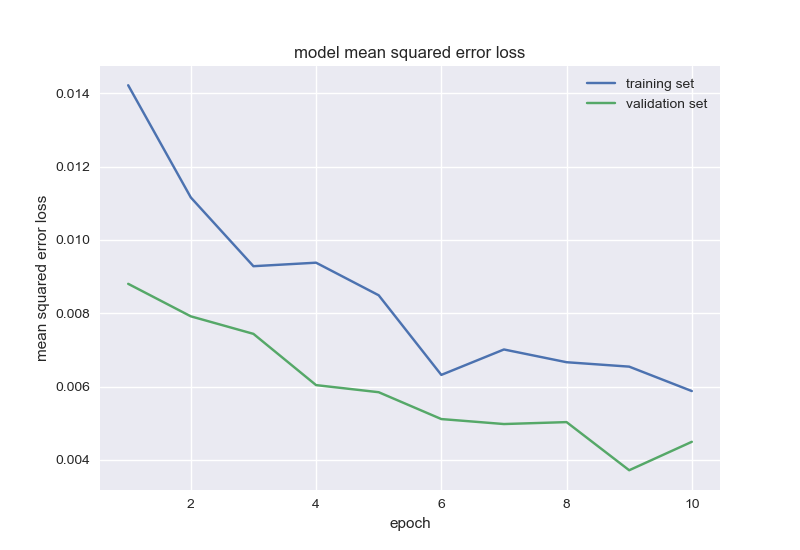 model mean squared error loss
training set
validation set
0.014
0.012
0.010
0.008
0.006
0.004
mean squared error loss
2 4 6 8 10
epoch